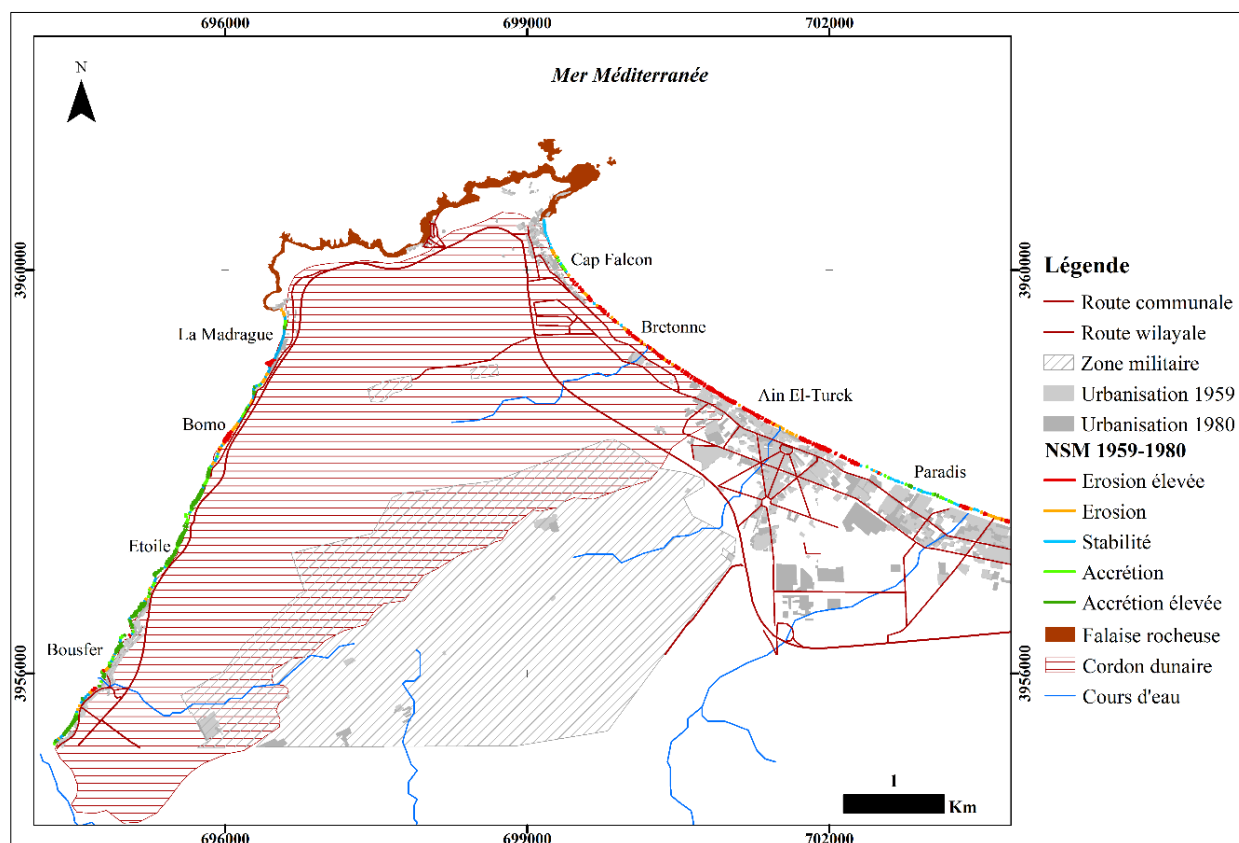 696000
699000
702000
Mer Méditerranée
N
3960000
3960000
Cap Falcon
La Madrague
Bretonne
Ain El-Turck
Bomo
Paradis
Etoile
Bousfer
3956000
3956000
1
Km
696000
699000
702000
Légende
Route communale
Route wilayale
Zone militaire
Urbanisation 1959
Urbanisation 1980
NSM 1959-1980
Erosion élevée
Erosion
Stabilité
Accrétion
Accrétion élevée
Falaise rocheuse
Cordon dunaire
Cours d'eau